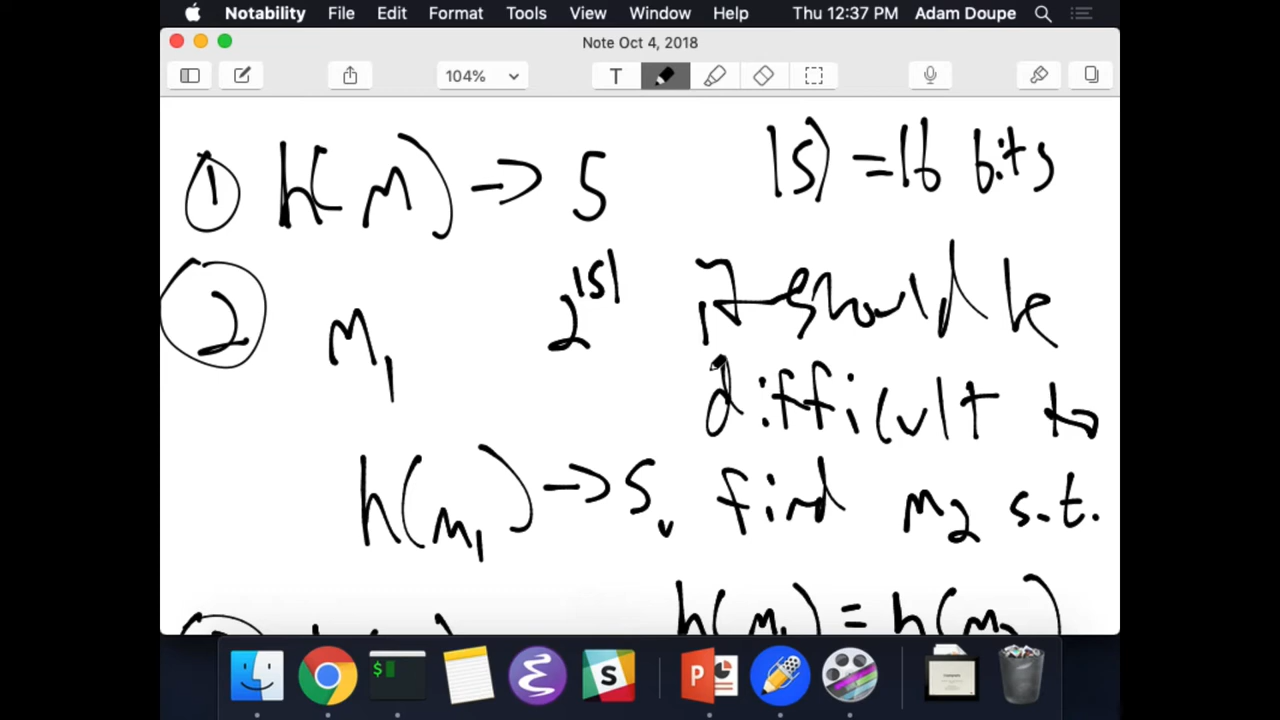 Notability File Edit Format Tools View Window Help Thu 12:37 PM Adam Doupe
Note Oct 4, 2018
104% T
① h(m) -> S |S| = 16 bits
② m1 2^|S| It should be
difficult to
h(m1) -> S, find m2 s.t.
h(m1) = h(m2)
$
S
P